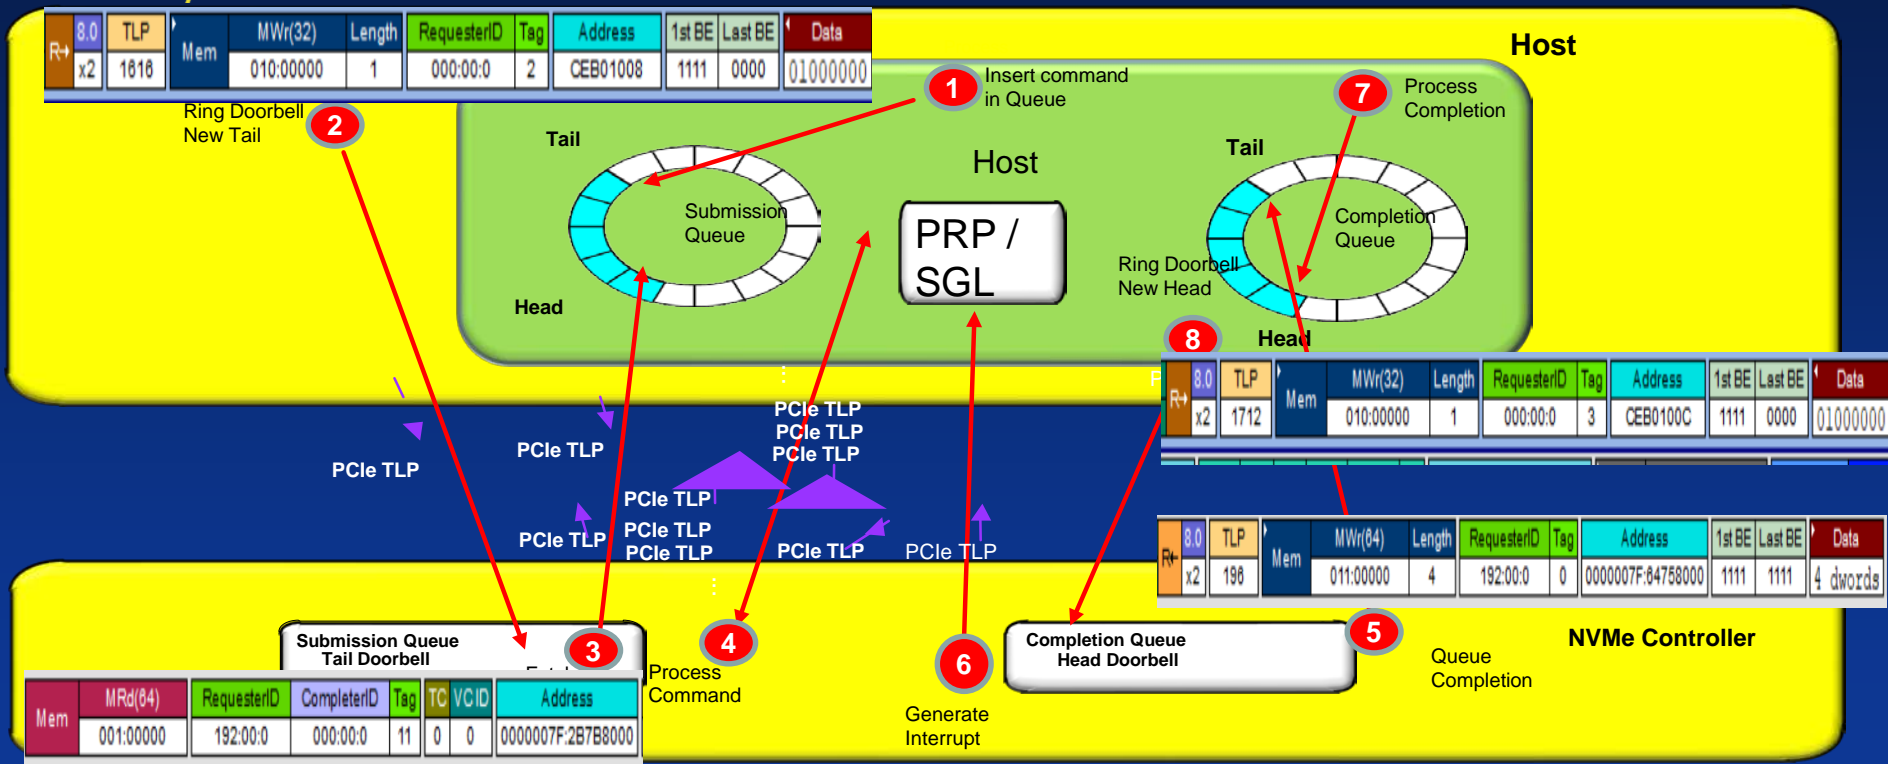 R→ 8.0 x2 TLP 1616 Mem MWr(32) 010:00000 Length 1 RequesterID 000:00:0 Tag 2 Address CEB01008 1st BE 1111 Last BE 0000 Data 01000000
Host
1
Insert command
in Queue
7
Process
Completion
Ring Doorbell
New Tail
2
Tail
Host
Tail
Submission
Queue
PRP /
SGL
Completion
Queue
Ring Doorbell
New Head
Head
8
Head
R→ 8.0 x2 TLP 1712 Mem MWr(32) 010:00000 Length 1 RequesterID 000:00:0 Tag 3 Address CEB0100C 1st BE 1111 Last BE 0000 Data 01000000
PCIe TLP
PCIe TLP
PCIe TLP
PCIe TLP
PCIe TLP
PCIe TLP
PCIe TLP
PCIe TLP
PCIe TLP
PCIe TLP
PCIe TLP
R← 8.0 x2 TLP 196 Mem MWr(64) 011:00000 Length 4 RequesterID 192:00:0 Tag 0 Address 0000007F:64758000 1st BE 1111 Last BE 1111 Data 4 dwords
Submission Queue
Tail Doorbell
3
Process
Command
4
6
Generate
Interrupt
Completion Queue
Head Doorbell
5
Queue
Completion
NVMe Controller
Mem MRd(64) 001:00000 RequesterID 192:00:0 CompleterID 000:00:0 Tag 11 TC 0 VC ID 0 Address 0000007F:2B7B8000